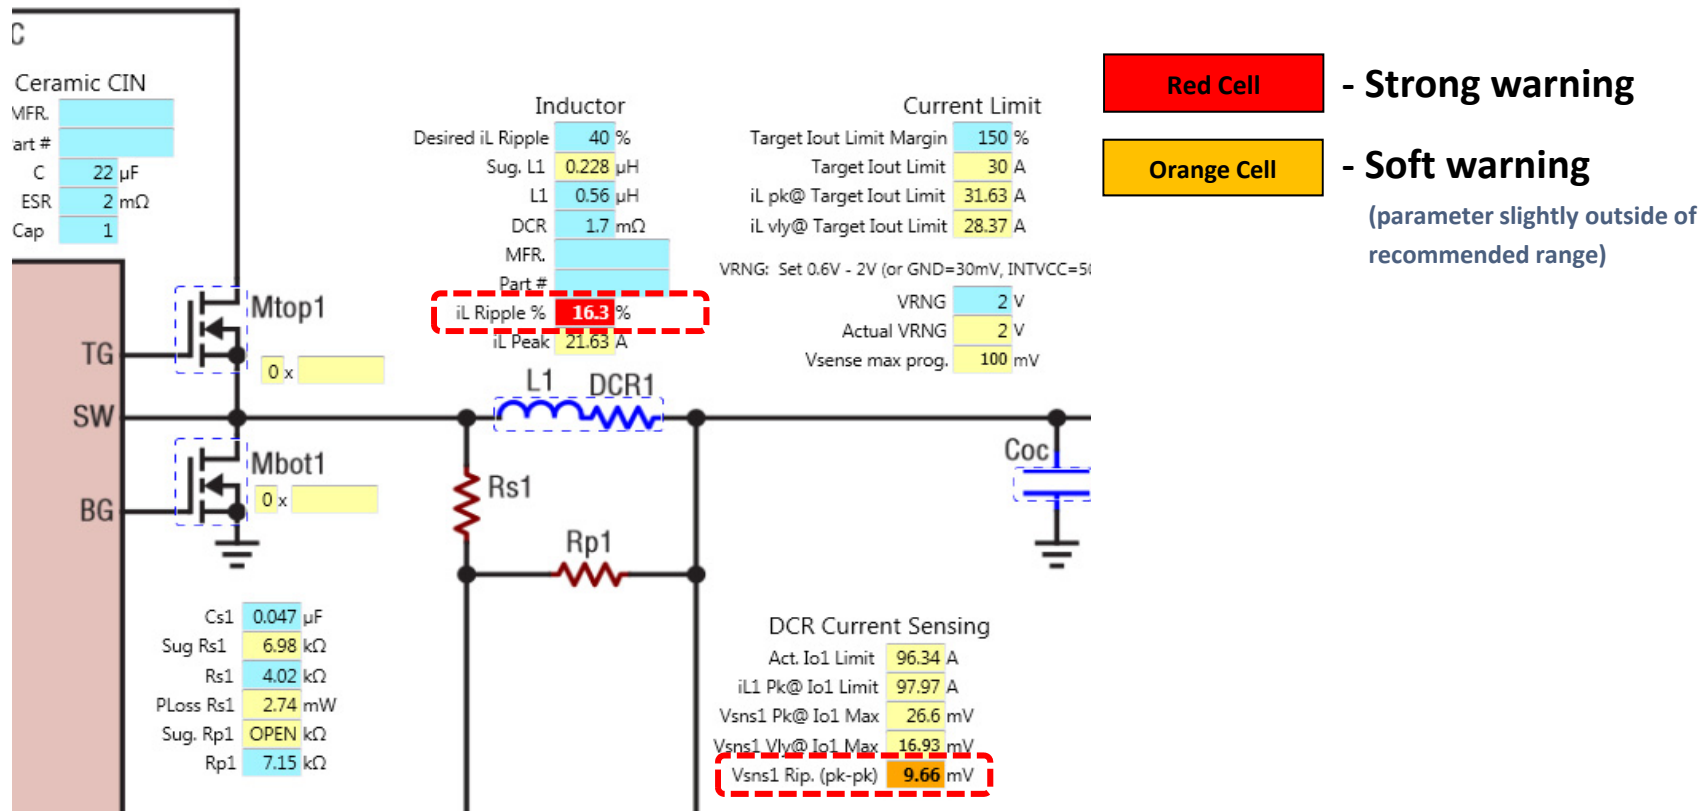 C
Ceramic CIN
MFR.
art #
C 22 µF
ESR 2 mΩ
Cap 1
Inductor
Desired iL Ripple 40 %
Sug. L1 0.228 µH
L1 0.56 µH
DCR 1.7 mΩ
MFR.
Part #
iL Ripple % 16.3 %
iL Peak 21.63 A
Current Limit
Target Iout Limit Margin 150 %
Target Iout Limit 30 A
iL pk@ Target Iout Limit 31.63 A
iL vly@ Target Iout Limit 28.37 A
VRNG: Set 0.6V - 2V (or GND=30mV, INTVCC=50
VRNG 2 V
Actual VRNG 2 V
Vsense max prog. 100 mV
Red Cell - Strong warning
Orange Cell - Soft warning
(parameter slightly outside of
recommended range)
Mtop1
TG
0 x
SW
L1 DCR1
Mbot1
BG
0 x
Rs1
Rp1
Coc
Cs1 0.047 µF
Sug Rs1 6.98 kΩ
Rs1 4.02 kΩ
PLoss Rs1 2.74 mW
Sug. Rp1 OPEN kΩ
Rp1 7.15 kΩ
DCR Current Sensing
Act. Io1 Limit 96.34 A
iL1 Pk@ Io1 Limit 97.97 A
Vsns1 Pk@ Io1 Max 26.6 mV
Vsns1 Vly@ Io1 Max 16.93 mV
Vsns1 Rip. (pk-pk) 9.66 mV